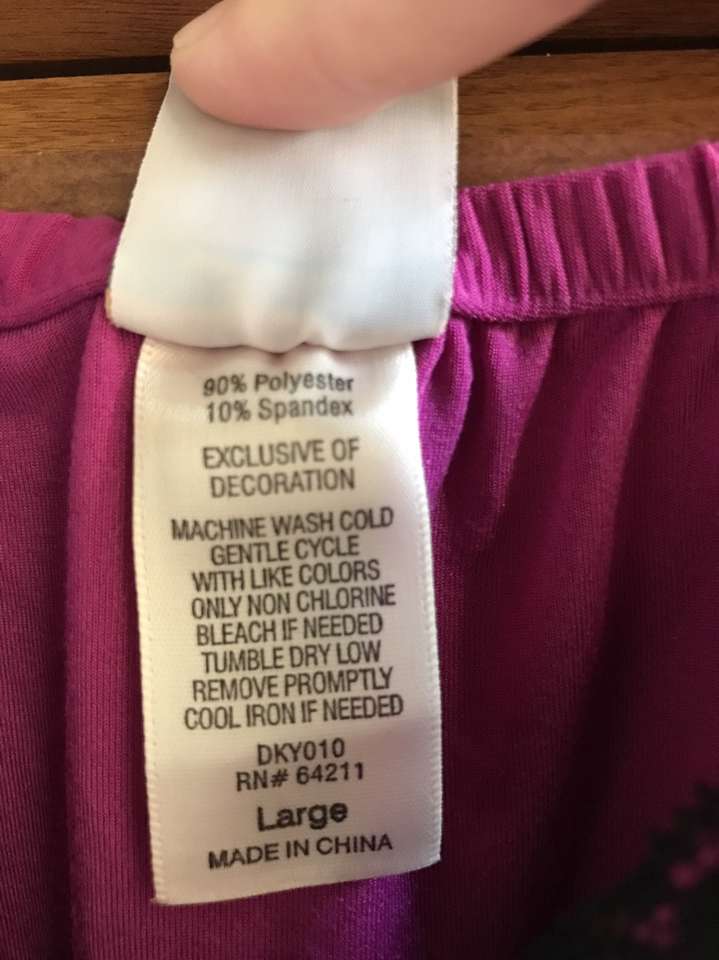 90% Polyester
10% Spandex
EXCLUSIVE OF
DECORATION
MACHINE WASH COLD
GENTLE CYCLE
WITH LIKE COLORS
ONLY NON CHLORINE
BLEACH IF NEEDED
TUMBLE DRY LOW
REMOVE PROMPTLY
COOL IRON IF NEEDED
DKY010
RN# 64211
Large
MADE IN CHINA